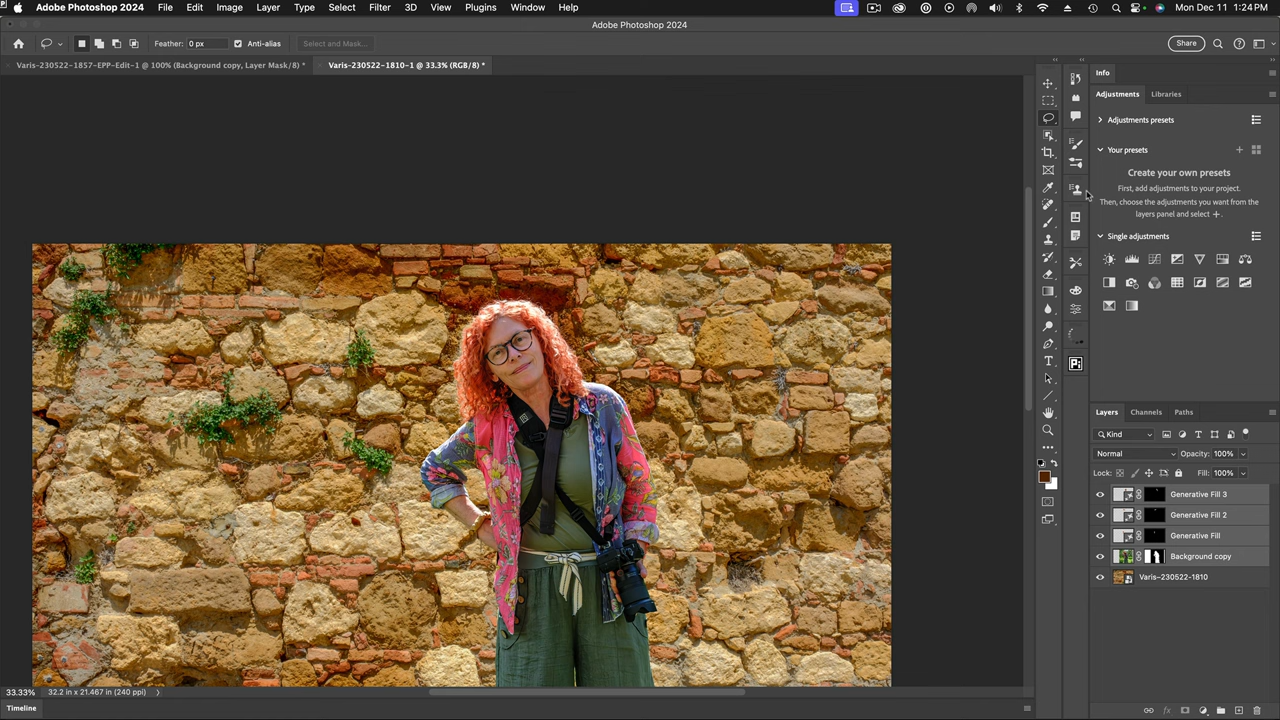 Adobe Photoshop 2024 File Edit Image Layer Type Select Filter 3D View Plugins Window Help Mon Dec 11 1:24 PM
Adobe Photoshop 2024
Feather: 0 px Anti-alias Select and Mask... Share
Varis-230522-1857-EPP-Edit-1 @ 100% (Background copy, Layer Mask/8) * Varis-230522-1810-1 @ 33.3% (RGB/8) *
Info
Adjustments Libraries
Adjustments presets
Your presets
Create your own presets
First, add adjustments to your project.
Then, choose the adjustments you want from the
layers panel and select +.
Single adjustments
Layers Channels Paths
Kind
Normal Opacity: 100%
Lock: Fill: 100%
Generative Fill 3
Generative Fill 2
Generative Fill
Background copy
Varis-230522-1810
33.33% 32.2 in x 21.467 in (240 ppi)
Timeline